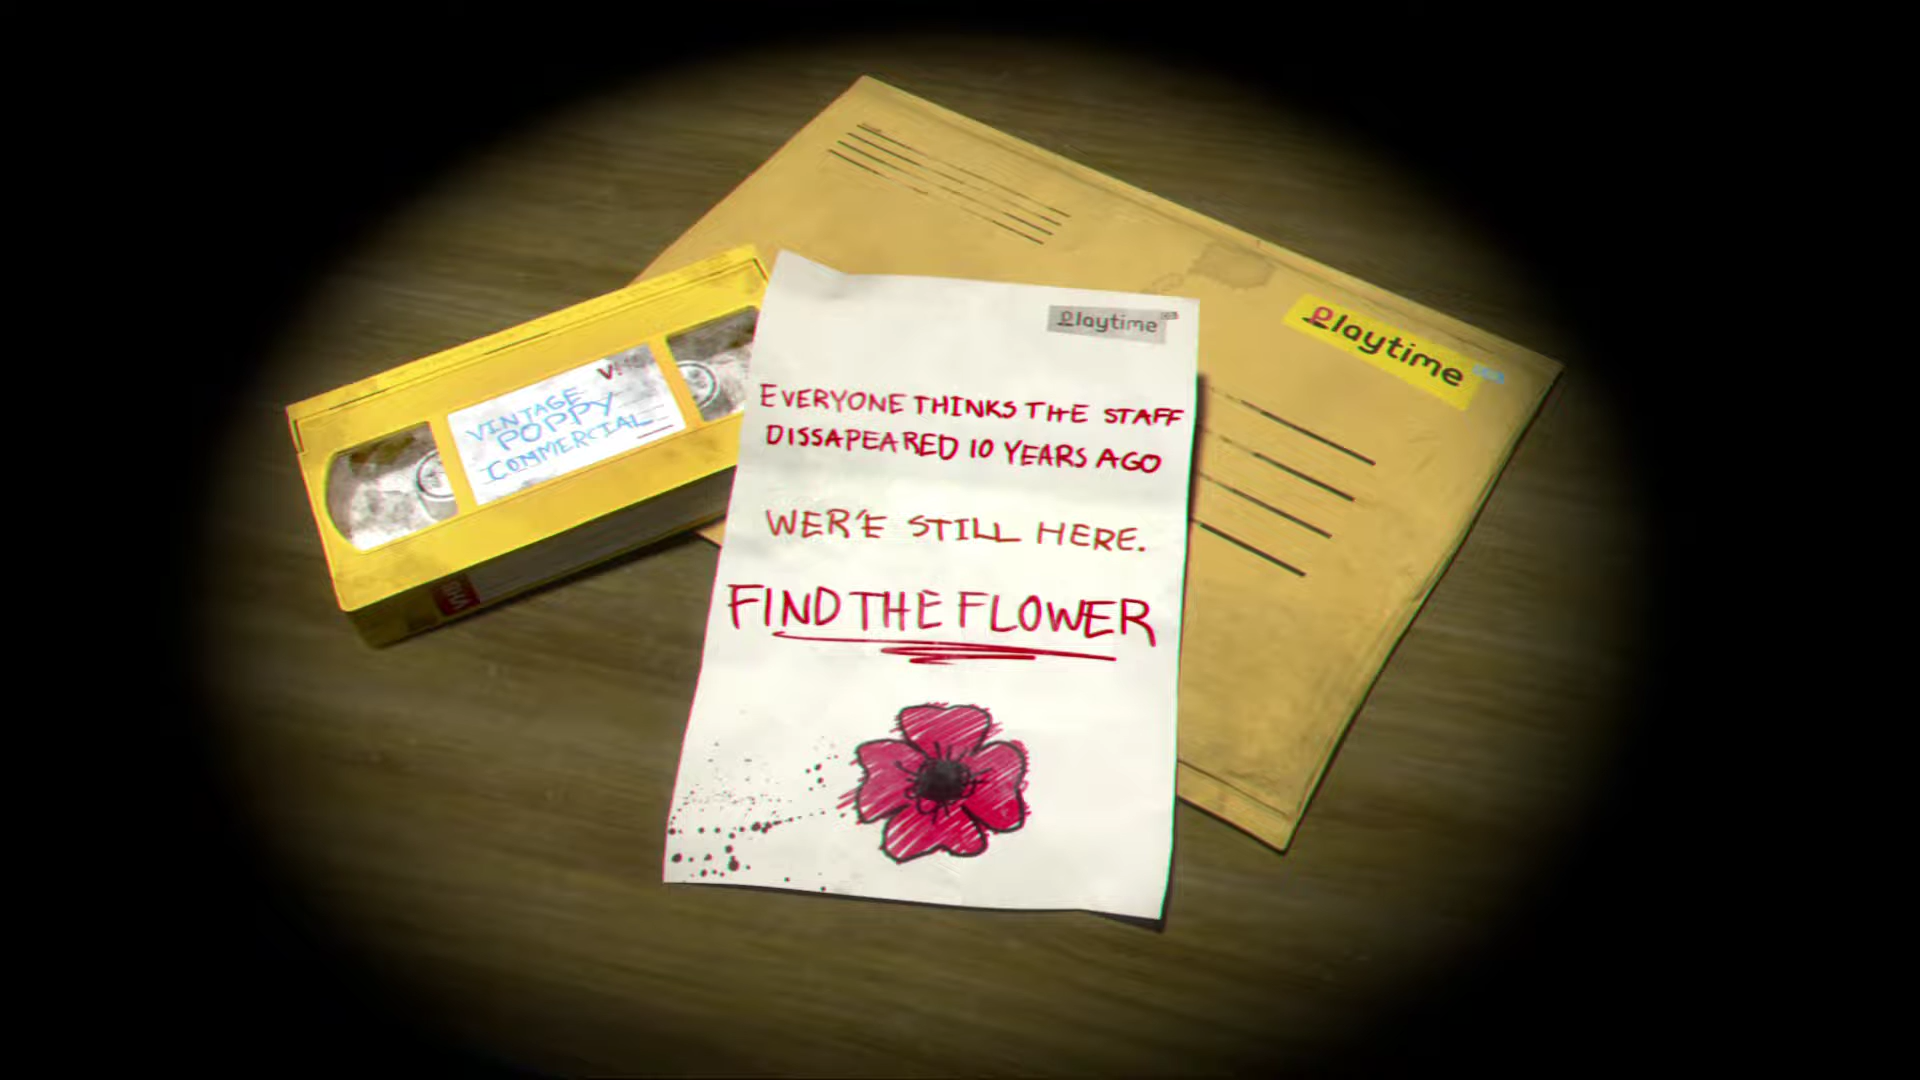 Playtime
Playtime
VINTAGE
POPPY
COMMERCIAL
EVERYONE THINKS THE STAFF
DISSAPEARED 10 YEARS AGO
WER'E STILL HERE.
FIND THE FLOWER
VHS